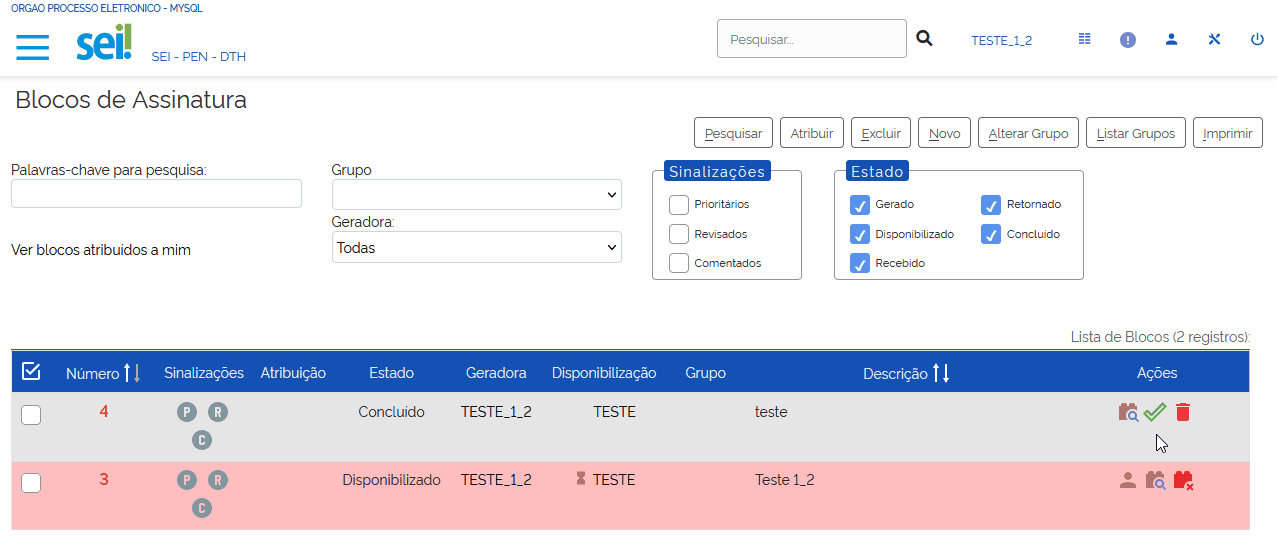 ORGAO PROCESSO ELETRONICO - MYSQL
sei!
SEI - PEN - DTH
Pesquisar...
TESTE_1_2
Blocos de Assinatura
Pesquisar
Atribuir
Excluir
Novo
Alterar Grupo
Listar Grupos
Imprimir
Palavras-chave para pesquisa:
Grupo
Geradora:
Todas
Ver blocos atribuídos a mim
Sinalizações
Prioritários
Revisados
Comentados
Estado
Gerado
Retornado
Disponibilizado
Concluído
Recebido
Lista de Blocos (2 registros):
Número Sinalizações Atribuição Estado Geradora Disponibilização Grupo Descrição Ações
4 P R Concluído TESTE_1_2 TESTE teste
C
3 P R Disponibilizado TESTE_1_2 TESTE Teste 1_2
C